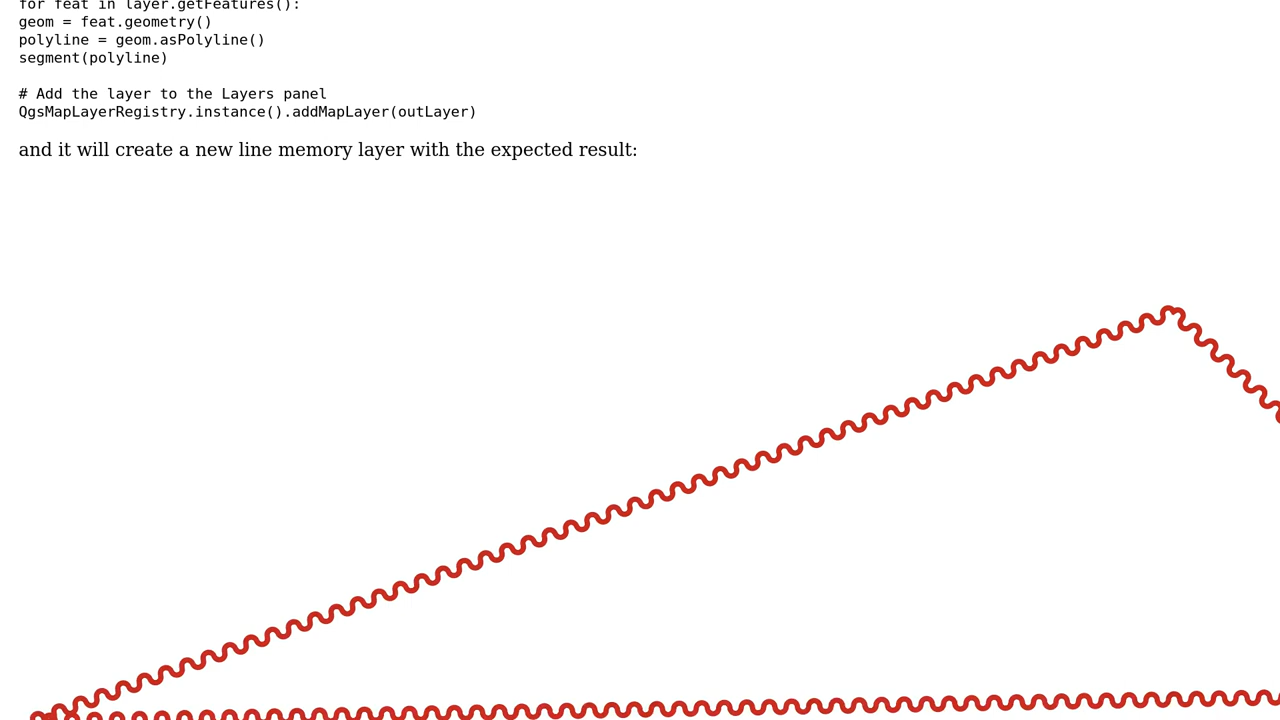 for feat in layer.getFeatures():
geom = feat.geometry()
polyline = geom.asPolyline()
segment(polyline)
# Add the layer to the Layers panel
QgsMapLayerRegistry.instance().addMapLayer(outLayer)
and it will create a new line memory layer with the expected result: